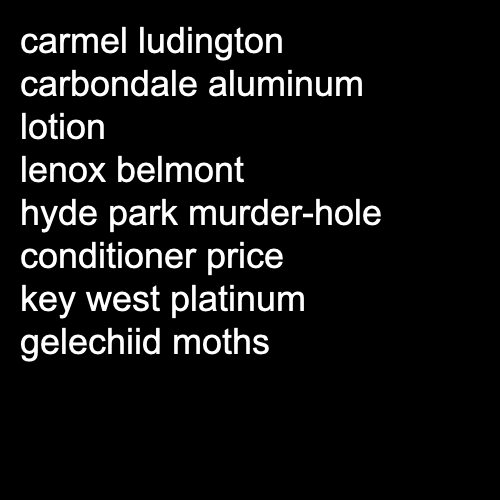 carmel ludington
carbondale aluminum
lotion
lenox belmont
hyde park murder-hole
conditioner price
key west platinum
gelechiid moths